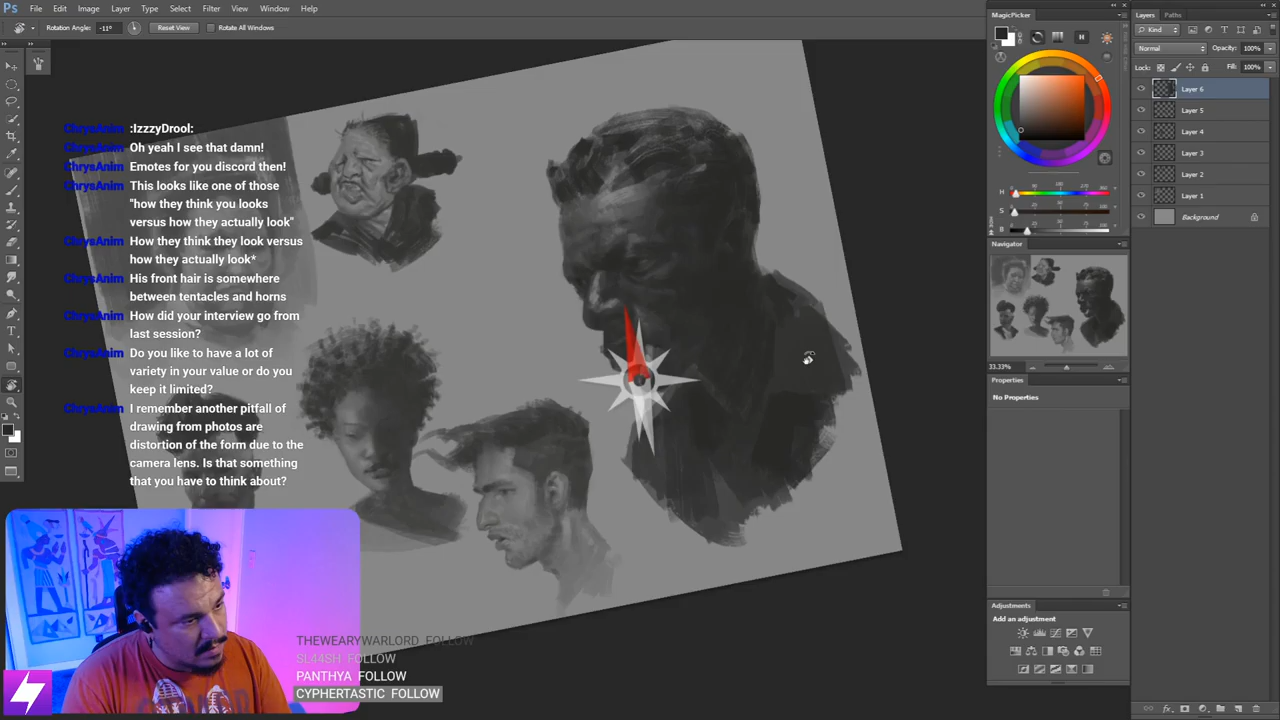 Ps File Edit Image Layer Type Select Filter View Window Help
Rotation Angle: -11° Reset View Rotate All Windows
ChrysAnim :IzzzyDrool:
ChrysAnim Oh yeah I see that damn!
ChrysAnim Emotes for you discord then!
ChrysAnim This looks like one of those
"how they think you looks
versus how they actually look"
ChrysAnim How they think they look versus
how they actually look*
ChrysAnim His front hair is somewhere
between tentacles and horns
ChrysAnim How did your interview go from
last session?
ChrysAnim Do you like to have a lot of
variety in your value or do you
keep it limited?
ChrysAnim I remember another pitfall of
drawing from photos are
distortion of the form due to the
camera lens. Is that something
that you have to think about?
THEWEARYWARLORD FOLLOW
SL44SH FOLLOW
PANTHYA FOLLOW
CYPHERTASTIC FOLLOW
MagicPicker
H
H
S
B
Navigator
33.33%
Properties
No Properties
Adjustments
Add an adjustment
Layers Paths
Kind
Normal Opacity: 100%
Lock: Fill: 100%
Layer 6
Layer 5
Layer 4
Layer 3
Layer 2
Layer 1
Background
fx